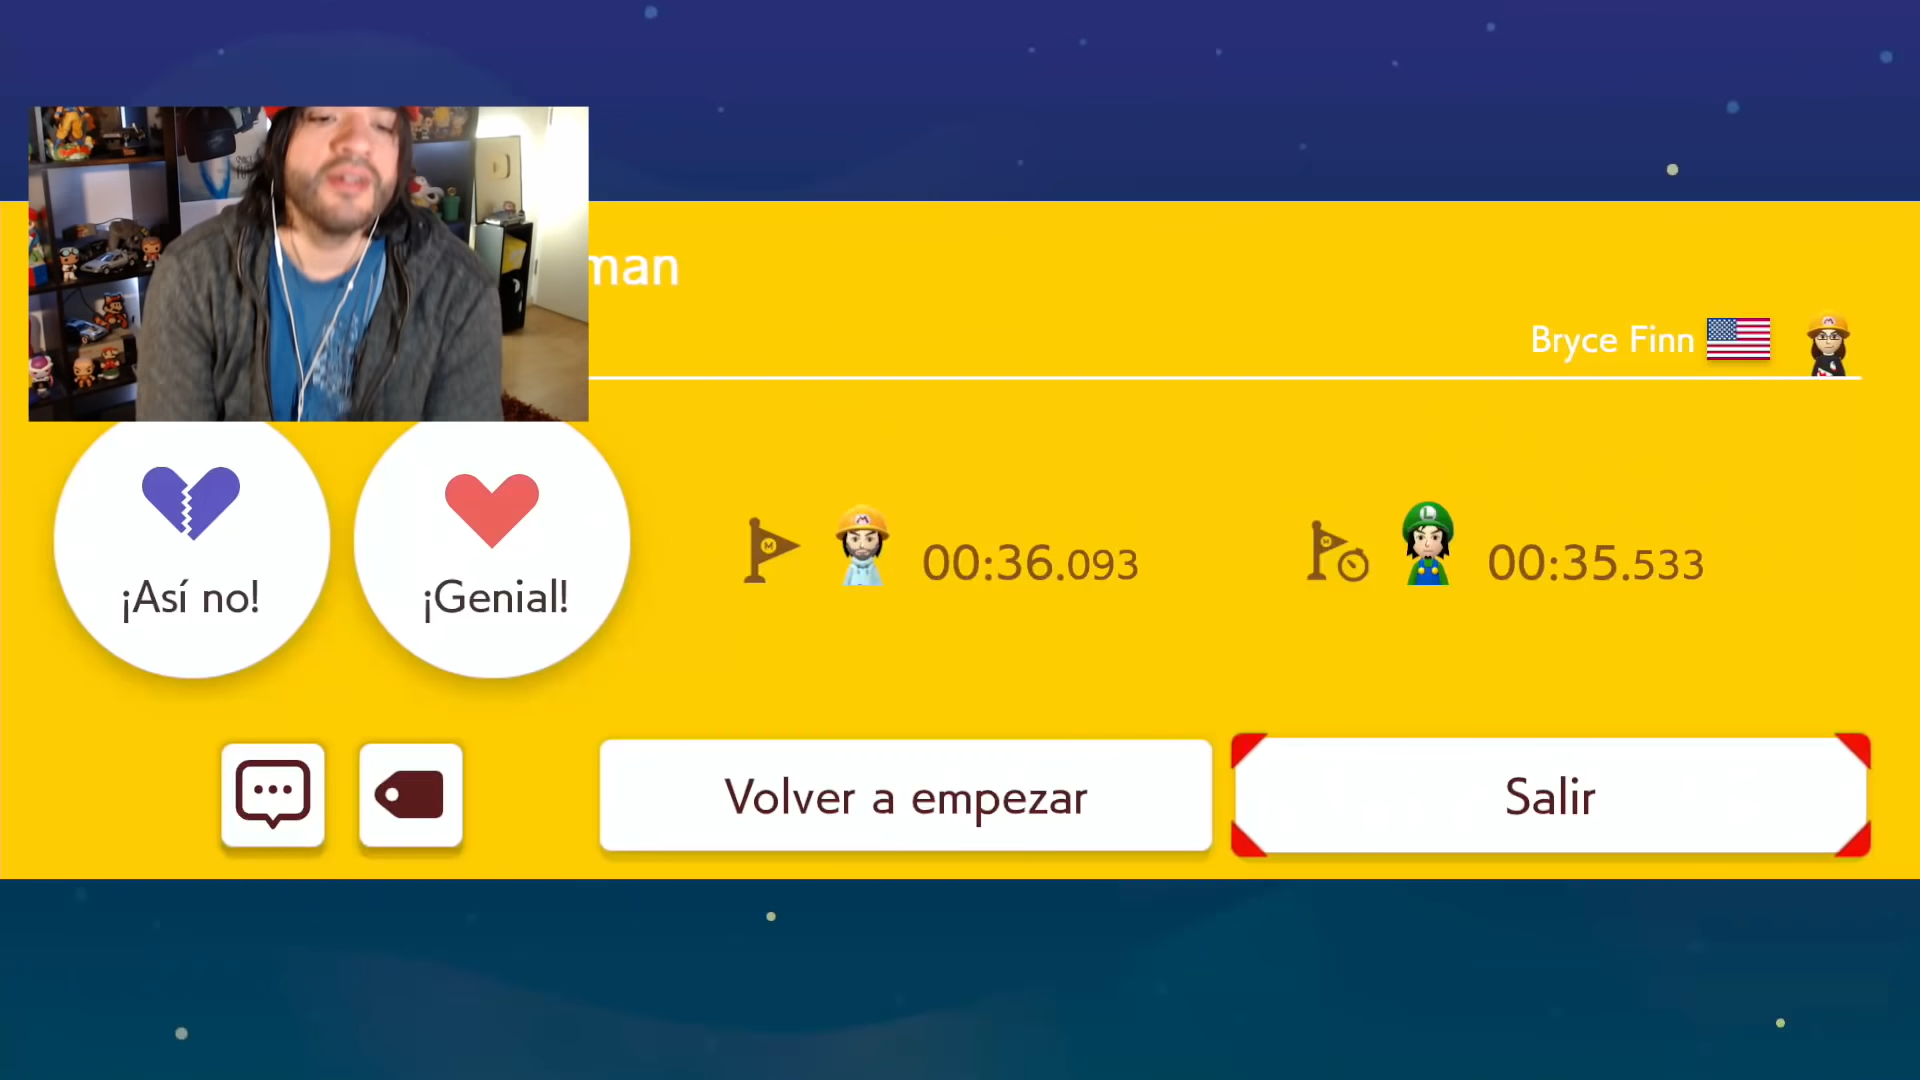 man
Bryce Finn
¡Así no!
¡Genial!
00:36.093
00:35.533
Volver a empezar
Salir